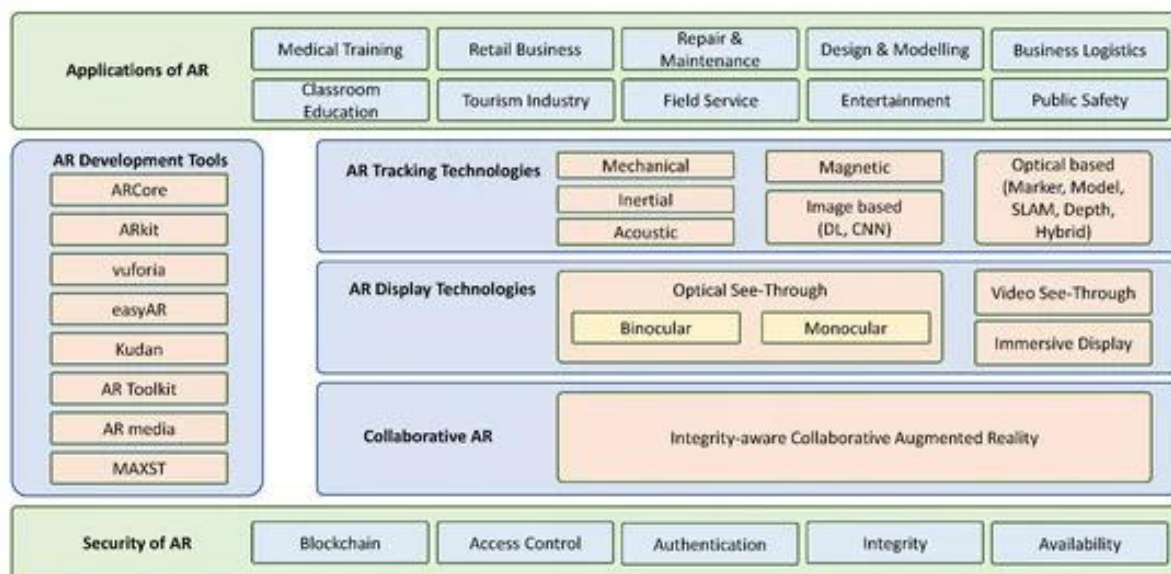 Applications of AR
Medical Training
Retail Business
Repair &
Maintenance
Design & Modelling
Business Logistics
Classroom
Education
Tourism Industry
Field Service
Entertainment
Public Safety
AR Development Tools
ARCore
ARkit
vuforia
easyAR
Kudan
AR Toolkit
AR media
MAXST
AR Tracking Technologies
Mechanical
Inertial
Acoustic
Magnetic
Image based
(DL, CNN)
Optical based
(Marker, Model,
SLAM, Depth,
Hybrid)
AR Display Technologies
Optical See-Through
Binocular
Monocular
Video See-Through
Immersive Display
Collaborative AR
Integrity-aware Collaborative Augmented Reality
Security of AR
Blockchain
Access Control
Authentication
Integrity
Availability